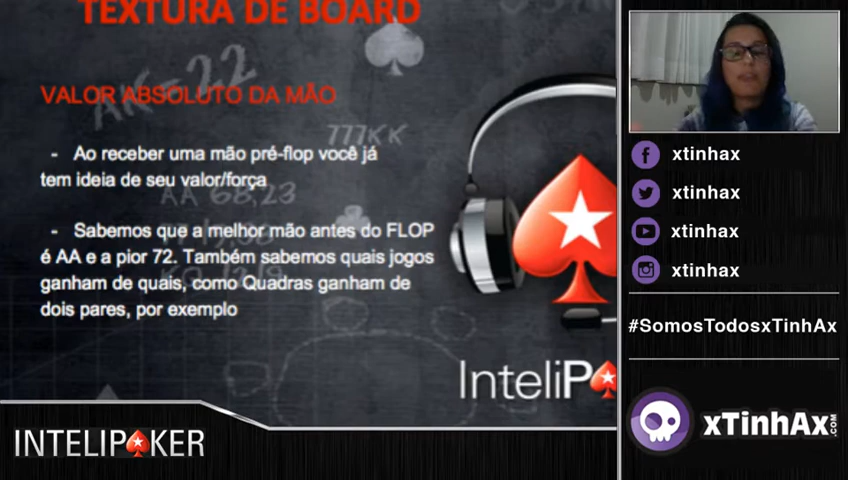 TEXTURA DE BOARD
AK-22
VALOR ABSOLUTO DA MÃO
777KK
- Ao receber uma mão pré-flop você já
tem ideia de seu valor/força
AA 68,23
- Sabemos que a melhor mão antes do FLOP
é AA e a pior 72. Também sabemos quais jogos
ganham de quais, como Quadras ganham de
dois pares, por exemplo
InteliP
INTELIPOKER
xtinhax
xtinhax
xtinhax
xtinhax
#SomosTodosxTinhAx
xTinhAx.com